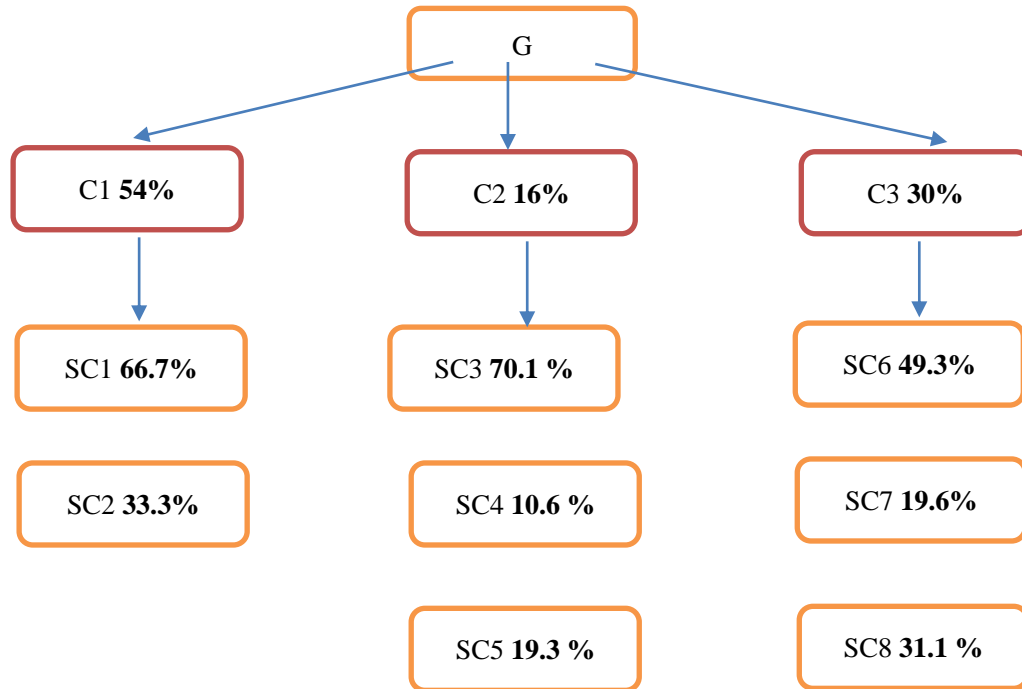 G
C1 54%
C2 16%
C3 30%
SC1 66.7%
SC3 70.1 %
SC6 49.3%
SC2 33.3%
SC4 10.6 %
SC7 19.6%
SC5 19.3 %
SC8 31.1 %